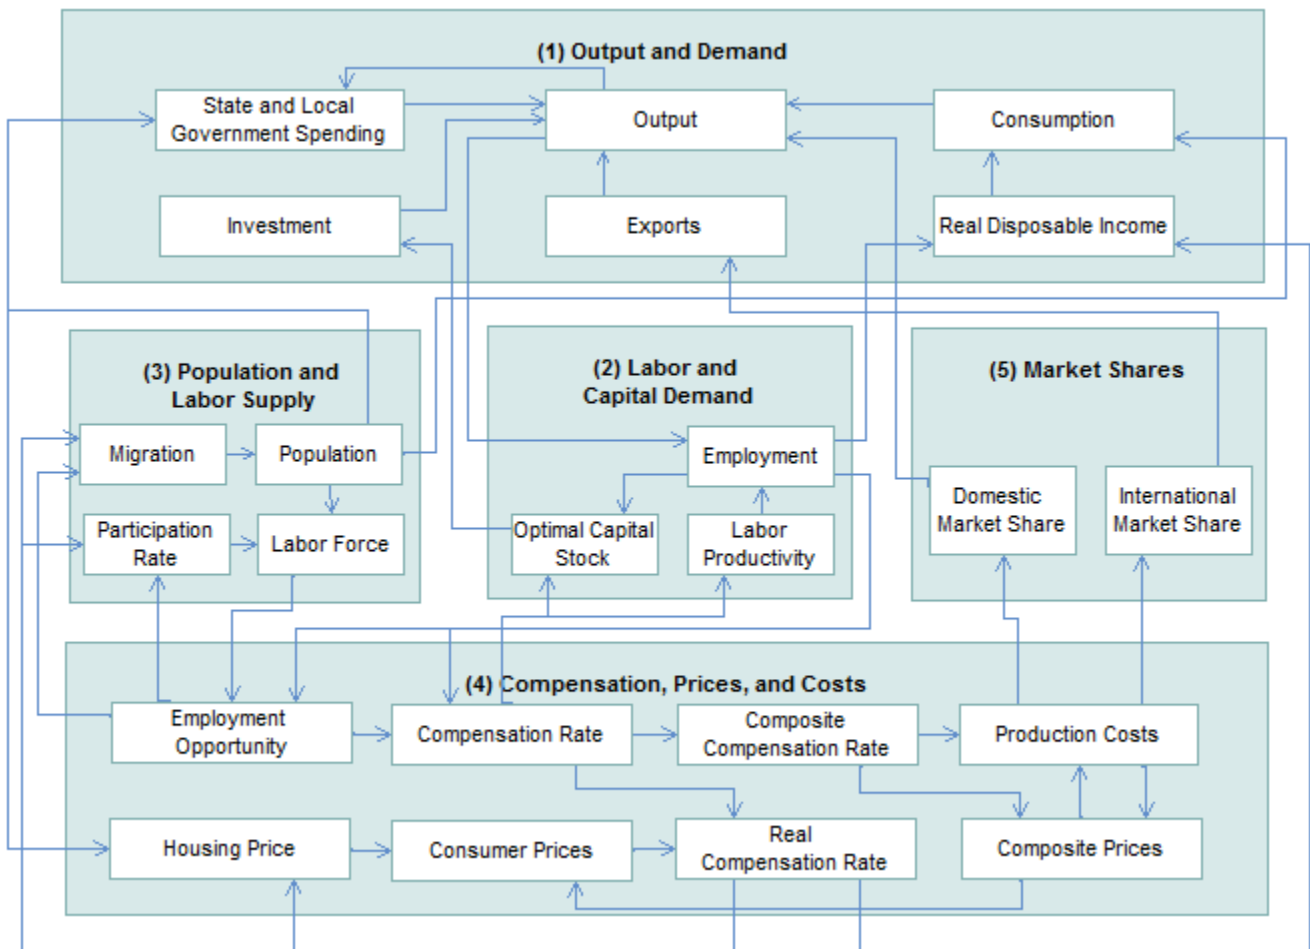 (1) Output and Demand
State and Local
Government Spending
Output
Consumption
Investment
Exports
Real Disposable Income
(3) Population and
Labor Supply
Migration
Population
Participation
Rate
Labor Force
(2) Labor and
Capital Demand
Employment
Optimal Capital
Stock
Labor
Productivity
(5) Market Shares
Domestic
Market Share
International
Market Share
(4) Compensation, Prices, and Costs
Employment
Opportunity
Compensation Rate
Composite
Compensation Rate
Production Costs
Housing Price
Consumer Prices
Real
Compensation Rate
Composite Prices